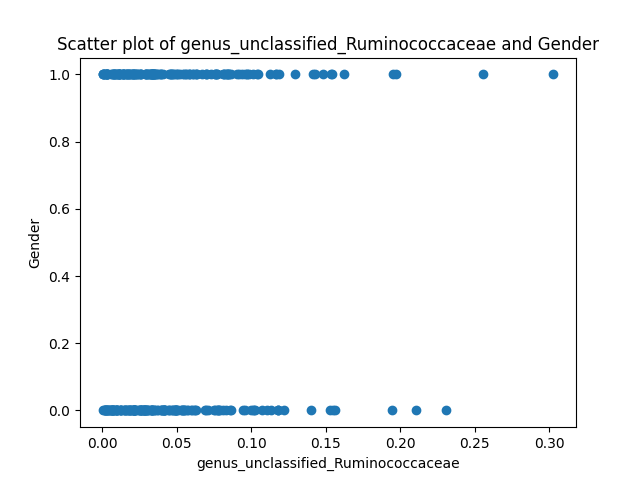 Scatter plot of genus_unclassified_Ruminococcaceae and Gender
1.0
0.8
0.6
0.4
0.2
0.0
Gender
0.00 0.05 0.10 0.15 0.20 0.25 0.30
genus_unclassified_Ruminococcaceae